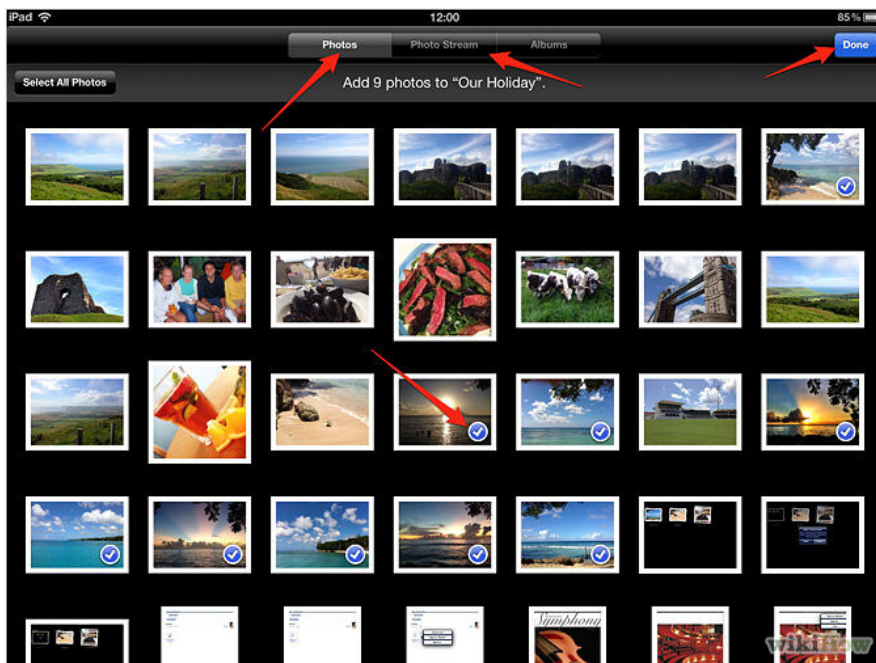 iPad 12:00 85%
Photos Photo Stream Albums Done
Select All Photos Add 9 photos to “Our Holiday”.
Symphony
wikiHow